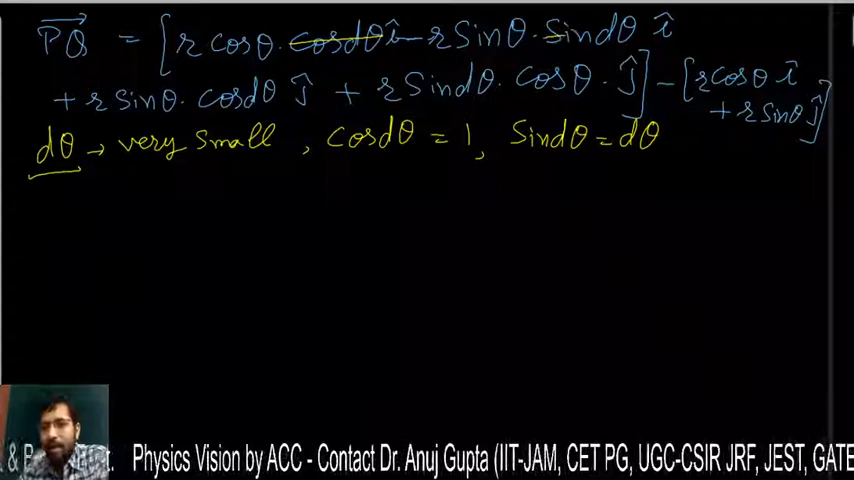 PQ⃗ = [r cosθ. cosdθ î - r sinθ. Sindθ î
+ r sinθ. cosdθ ĵ + r Sindθ. cosθ. ĵ] - [r cosθ î
+ r sinθ ĵ]
dθ → very small , cosdθ = 1, Sindθ = dθ
& Physics Vision by ACC - Contact Dr. Anuj Gupta (IIT-JAM, CET PG, UGC-CSIR JRF, JEST, GATE